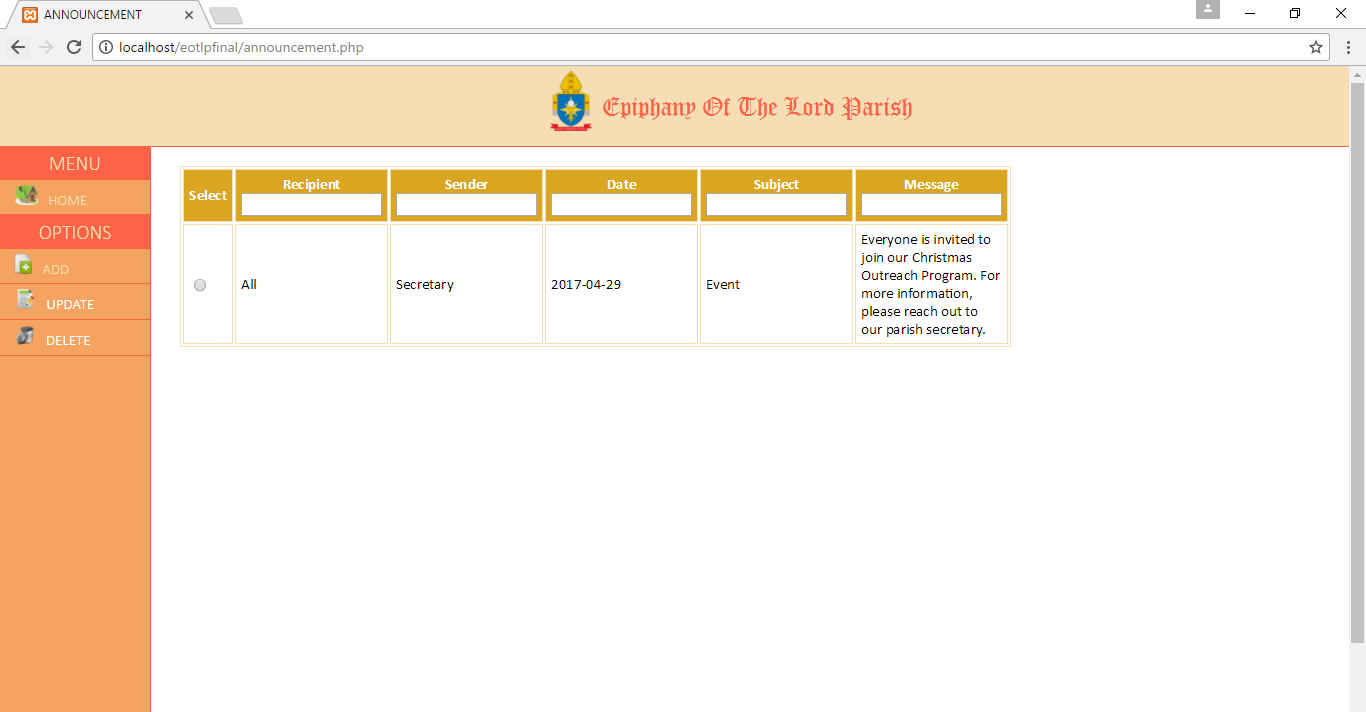 ANNOUNCEMENT
localhost/eotlpfinal/announcement.php
Epiphany Of The Lord Parish
MENU
HOME
OPTIONS
ADD
UPDATE
DELETE
Select Recipient Sender Date Subject Message
All Secretary 2017-04-29 Event
Everyone is invited to
join our Christmas
Outreach Program. For
more information,
please reach out to
our parish secretary.